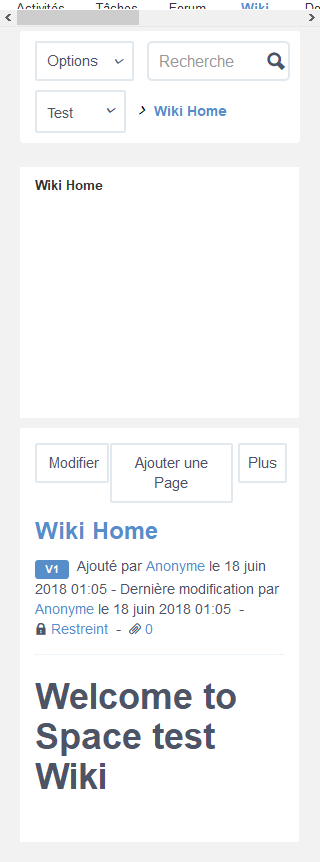 Activités Tâches Forum Wiki
Options Recherche
Test Wiki Home
Wiki Home
Modifier Ajouter une Plus
Page
Wiki Home
V1 Ajouté par Anonyme le 18 juin
2018 01:05 - Dernière modification par
Anonyme le 18 juin 2018 01:05 -
Restreint - 0
Welcome to
Space test
Wiki